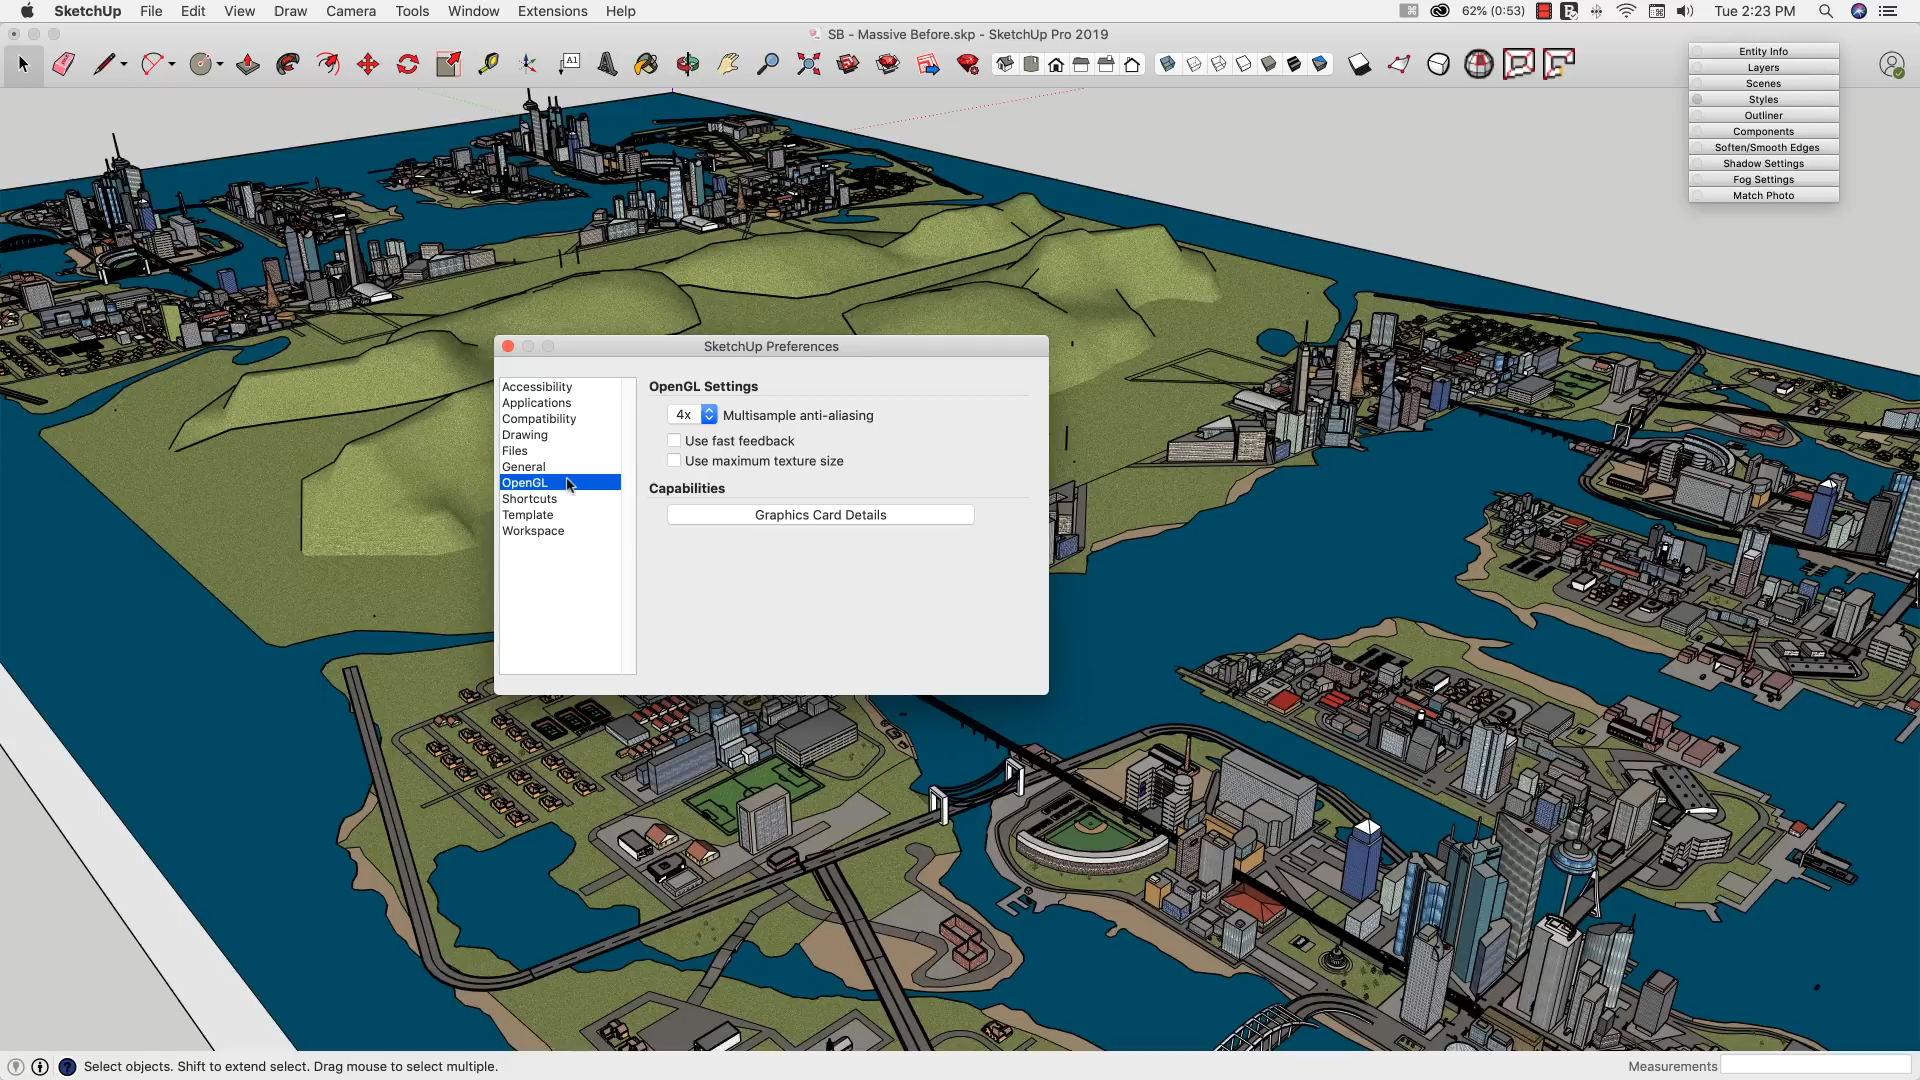 SketchUp File Edit View Draw Camera Tools Window Extensions Help
62% (0:53) Tue 2:23 PM
SB - Massive Before.skp - SketchUp Pro 2019
A1
Entity Info
Layers
Scenes
Styles
Outliner
Components
Soften/Smooth Edges
Shadow Settings
Fog Settings
Match Photo
SketchUp Preferences
Accessibility
Applications
Compatibility
Drawing
Files
General
OpenGL
Shortcuts
Template
Workspace
OpenGL Settings
4x Multisample anti-aliasing
Use fast feedback
Use maximum texture size
Capabilities
Graphics Card Details
Select objects. Shift to extend select. Drag mouse to select multiple.
Measurements